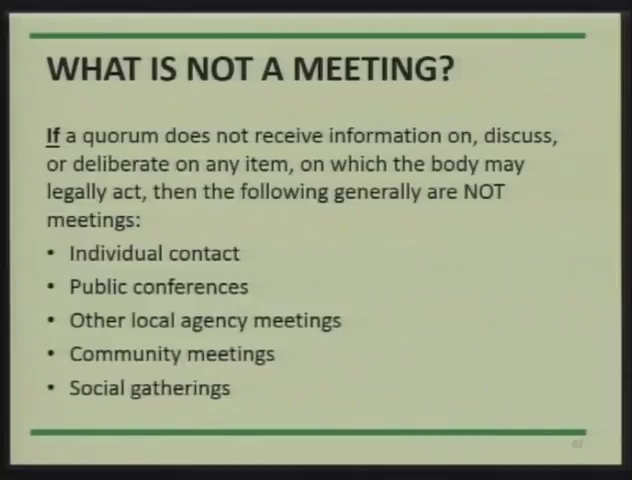 WHAT IS NOT A MEETING?
If a quorum does not receive information on, discuss,
or deliberate on any item, on which the body may
legally act, then the following generally are NOT
meetings:
• Individual contact
• Public conferences
• Other local agency meetings
• Community meetings
• Social gatherings